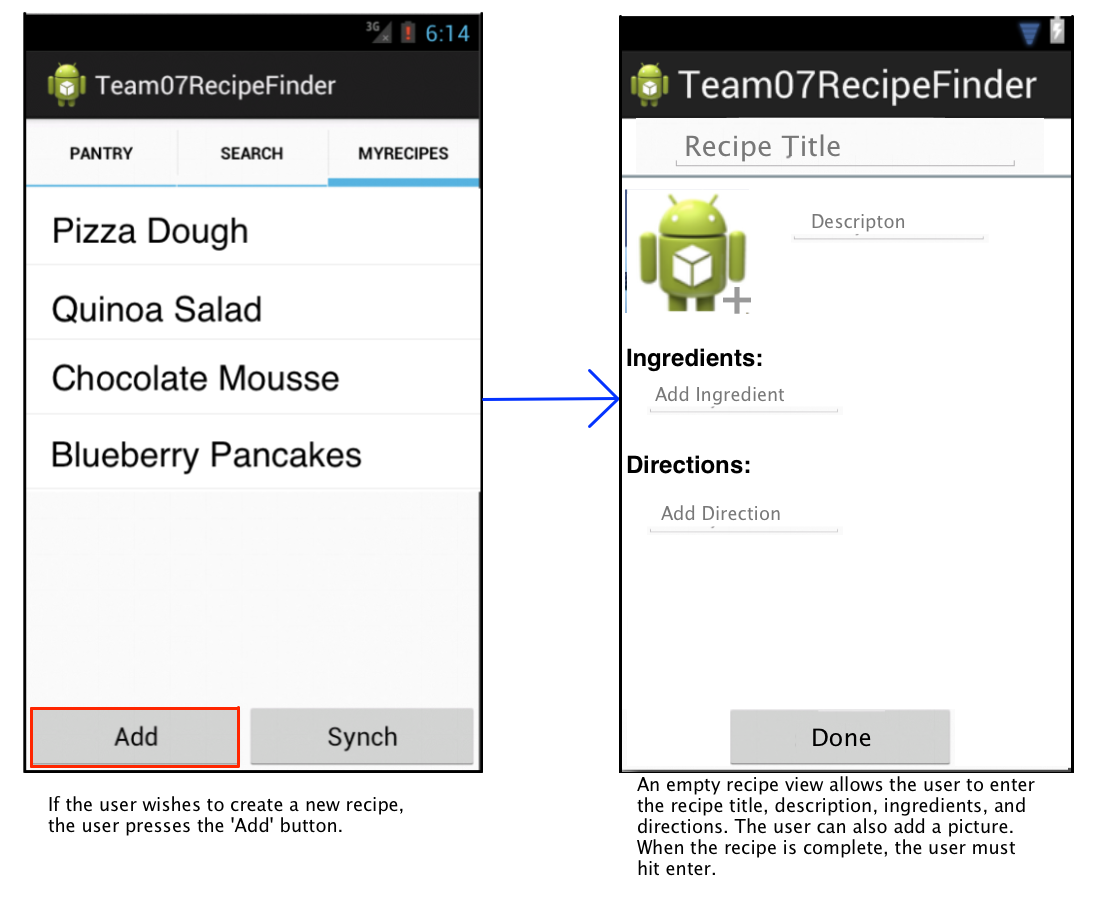 3G 6:14
Team07RecipeFinder
PANTRY SEARCH MYRECIPES
Pizza Dough
Quinoa Salad
Chocolate Mousse
Blueberry Pancakes
Add Synch
If the user wishes to create a new recipe,
the user presses the 'Add' button.
Team07RecipeFinder
Recipe Title
Descripton
Ingredients:
Add Ingredient
Directions:
Add Direction
Done
An empty recipe view allows the user to enter
the recipe title, description, ingredients, and
directions. The user can also add a picture.
When the recipe is complete, the user must
hit enter.